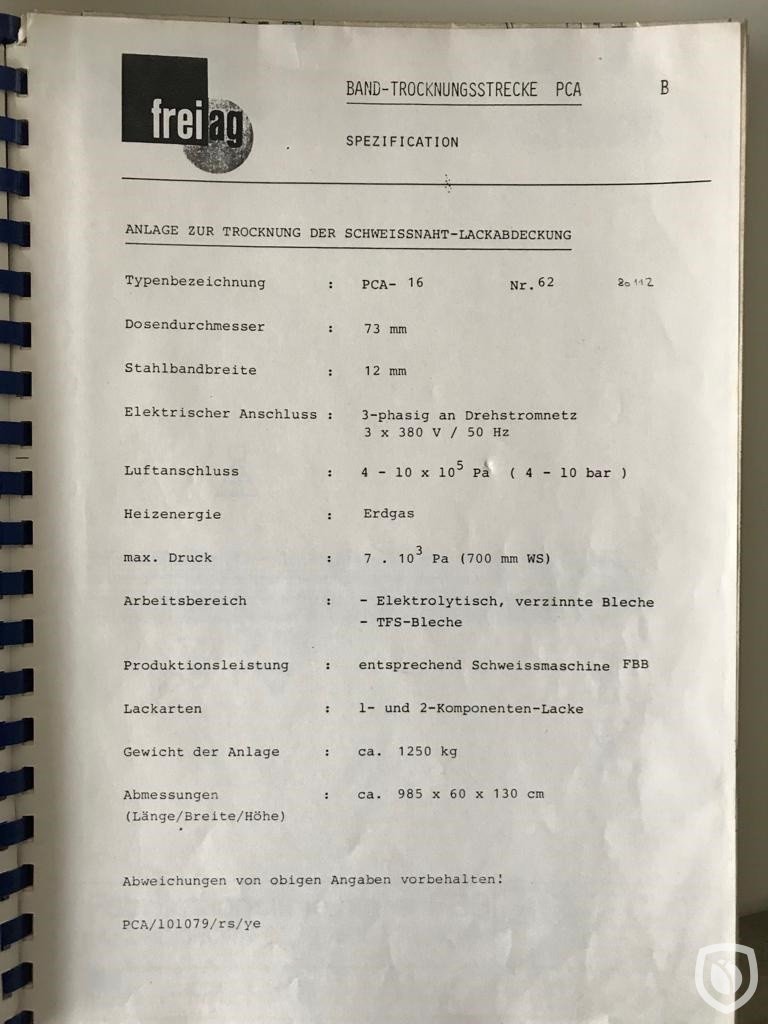 frei ag
BAND-TROCKNUNGSSTRECKE PCA B
SPEZIFICATION
ANLAGE ZUR TROCKNUNG DER SCHWEISSNAHT-LACKABDECKUNG
Typenbezeichnung : PCA- 16 Nr. 62 80112
Dosendurchmesser : 73 mm
Stahlbandbreite : 12 mm
Elektrischer Anschluss : 3-phasig an Drehstromnetz
3 x 380 V / 50 Hz
Luftanschluss : 4 - 10 x 10⁵ Pa ( 4 - 10 bar )
Heizenergie : Erdgas
max. Druck : 7 . 10³ Pa (700 mm WS)
Arbeitsbereich : - Elektrolytisch, verzinnte Bleche
- TFS-Bleche
Produktionsleistung : entsprechend Schweissmaschine FBB
Lackarten : 1- und 2-Komponenten-Lacke
Gewicht der Anlage : ca. 1250 kg
Abmessungen : ca. 985 x 60 x 130 cm
(Länge/Breite/Höhe)
Abweichungen von obigen Angaben vorbehalten!
PCA/101079/rs/ye